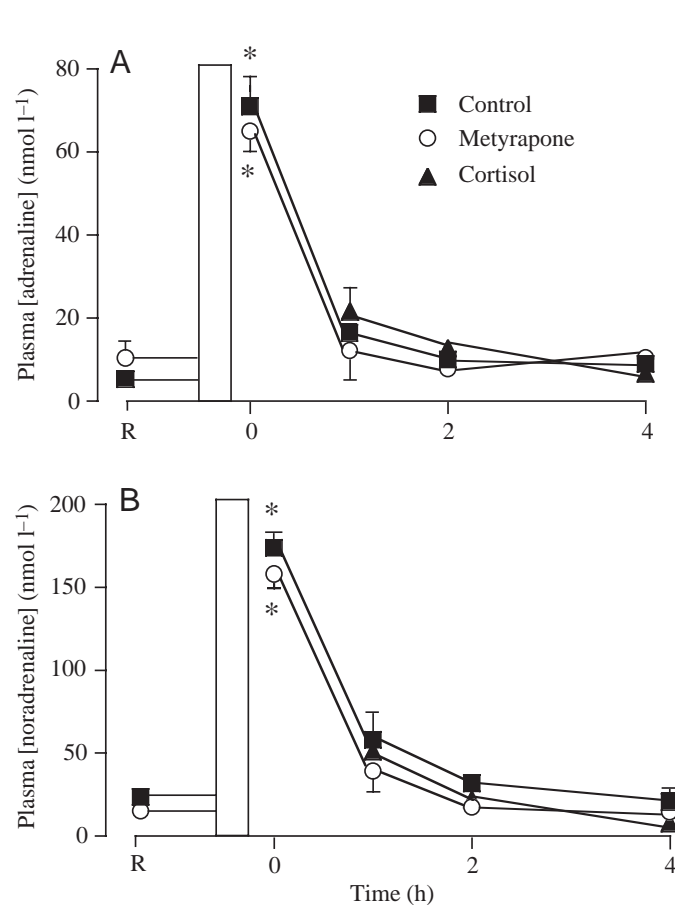 A
Plasma [adrenaline] (nmol l–1)
80
60
40
20
0
*
*
Control
Metyrapone
Cortisol
R
0
2
4
B
Plasma [noradrenaline] (nmol l–1)
200
150
100
50
0
*
*
R
0
2
4
Time (h)